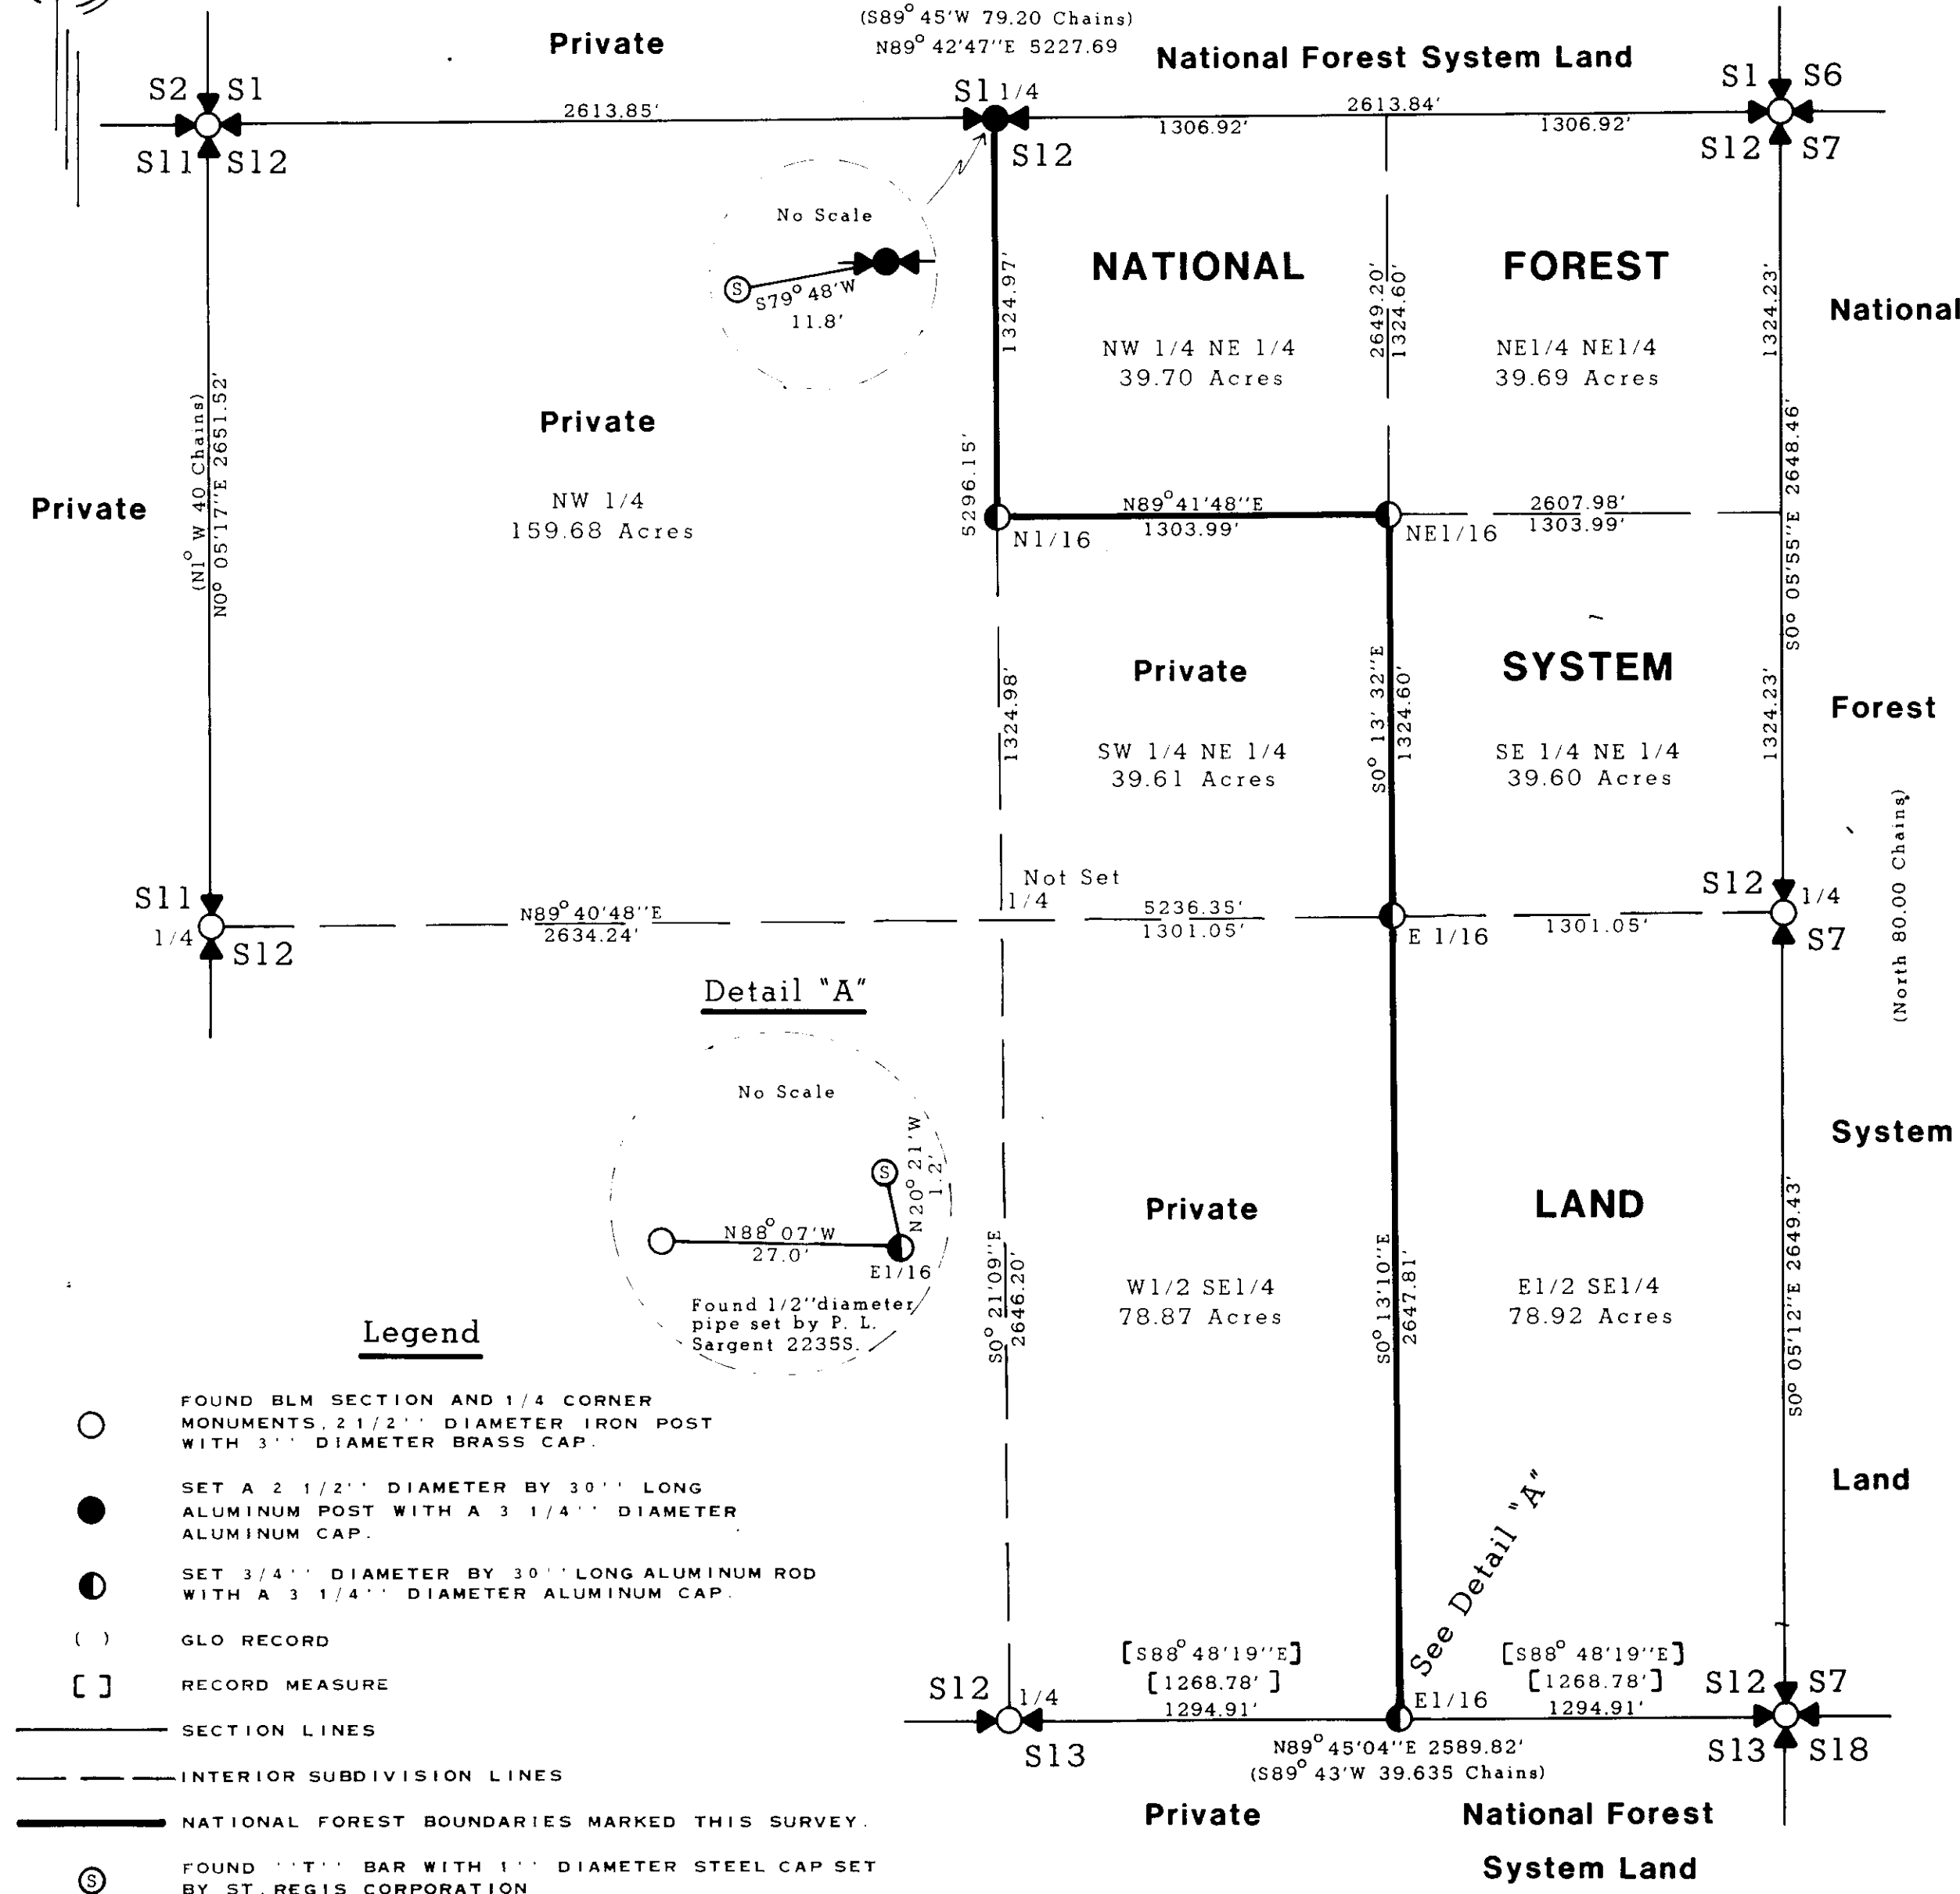 (S89° 45'W 79.20 Chains)
N89° 42'47''E 5227.69
Private
National Forest System Land
S2 S1
S11 S12
2613.85'
S1 1/4
S12
2613.84'
1306.92'
1306.92'
S1 S6
S12 S7
No Scale
S
S79° 48'W
11.8'
1324.97'
5296.15'
NATIONAL
NW 1/4 NE 1/4
39.70 Acres
2649.20'
1324.60'
FOREST
NE1/4 NE1/4
39.69 Acres
1324.23'
National
(N1° W 40 Chains)
N0° 05'17''E 2651.52'
Private
Private
NW 1/4
159.68 Acres
N1/16
N89° 41'48''E
1303.99'
NE1/16
2607.98'
1303.99'
S0° 05'55''E 2648.46'
1324.98'
Private
SW 1/4 NE 1/4
39.61 Acres
S0° 13' 32''E
1324.60'
SYSTEM
SE 1/4 NE 1/4
39.60 Acres
1324.23'
Forest
(North 80.00 Chains)
S11
1/4
S12
N89° 40'48''E
2634.24'
Not Set
1/4
5236.35'
1301.05'
E 1/16
1301.05'
S12
1/4
S7
Detail "A"
No Scale
S
N20° 21'W
1.2'
N88° 07'W
27.0'
E1/16
Found 1/2''diameter
pipe set by P. L.
Sargent 2235S.
S0° 21'09''E
2646.20'
Private
W1/2 SE1/4
78.87 Acres
S0° 13'10''E
2647.81'
LAND
E1/2 SE1/4
78.92 Acres
S0° 05'12''E 2649.43'
System
Land
See Detail "A"
S12
1/4
S13
[S88° 48'19''E]
[1268.78' ]
1294.91'
E1/16
[S88° 48'19''E]
[1268.78']
1294.91'
S12 S7
S13 S18
N89° 45'04''E 2589.82'
(S89° 43'W 39.635 Chains)
Private
National Forest
System Land
Legend
FOUND BLM SECTION AND 1/4 CORNER
MONUMENTS, 2 1/2'' DIAMETER IRON POST
WITH 3'' DIAMETER BRASS CAP.
SET A 2 1/2'' DIAMETER BY 30'' LONG
ALUMINUM POST WITH A 3 1/4'' DIAMETER
ALUMINUM CAP.
SET 3/4'' DIAMETER BY 30'' LONG ALUMINUM ROD
WITH A 3 1/4'' DIAMETER ALUMINUM CAP.
( ) GLO RECORD
[ ] RECORD MEASURE
SECTION LINES
INTERIOR SUBDIVISION LINES
NATIONAL FOREST BOUNDARIES MARKED THIS SURVEY.
S FOUND ''T'' BAR WITH 1'' DIAMETER STEEL CAP SET
BY ST. REGIS CORPORATION